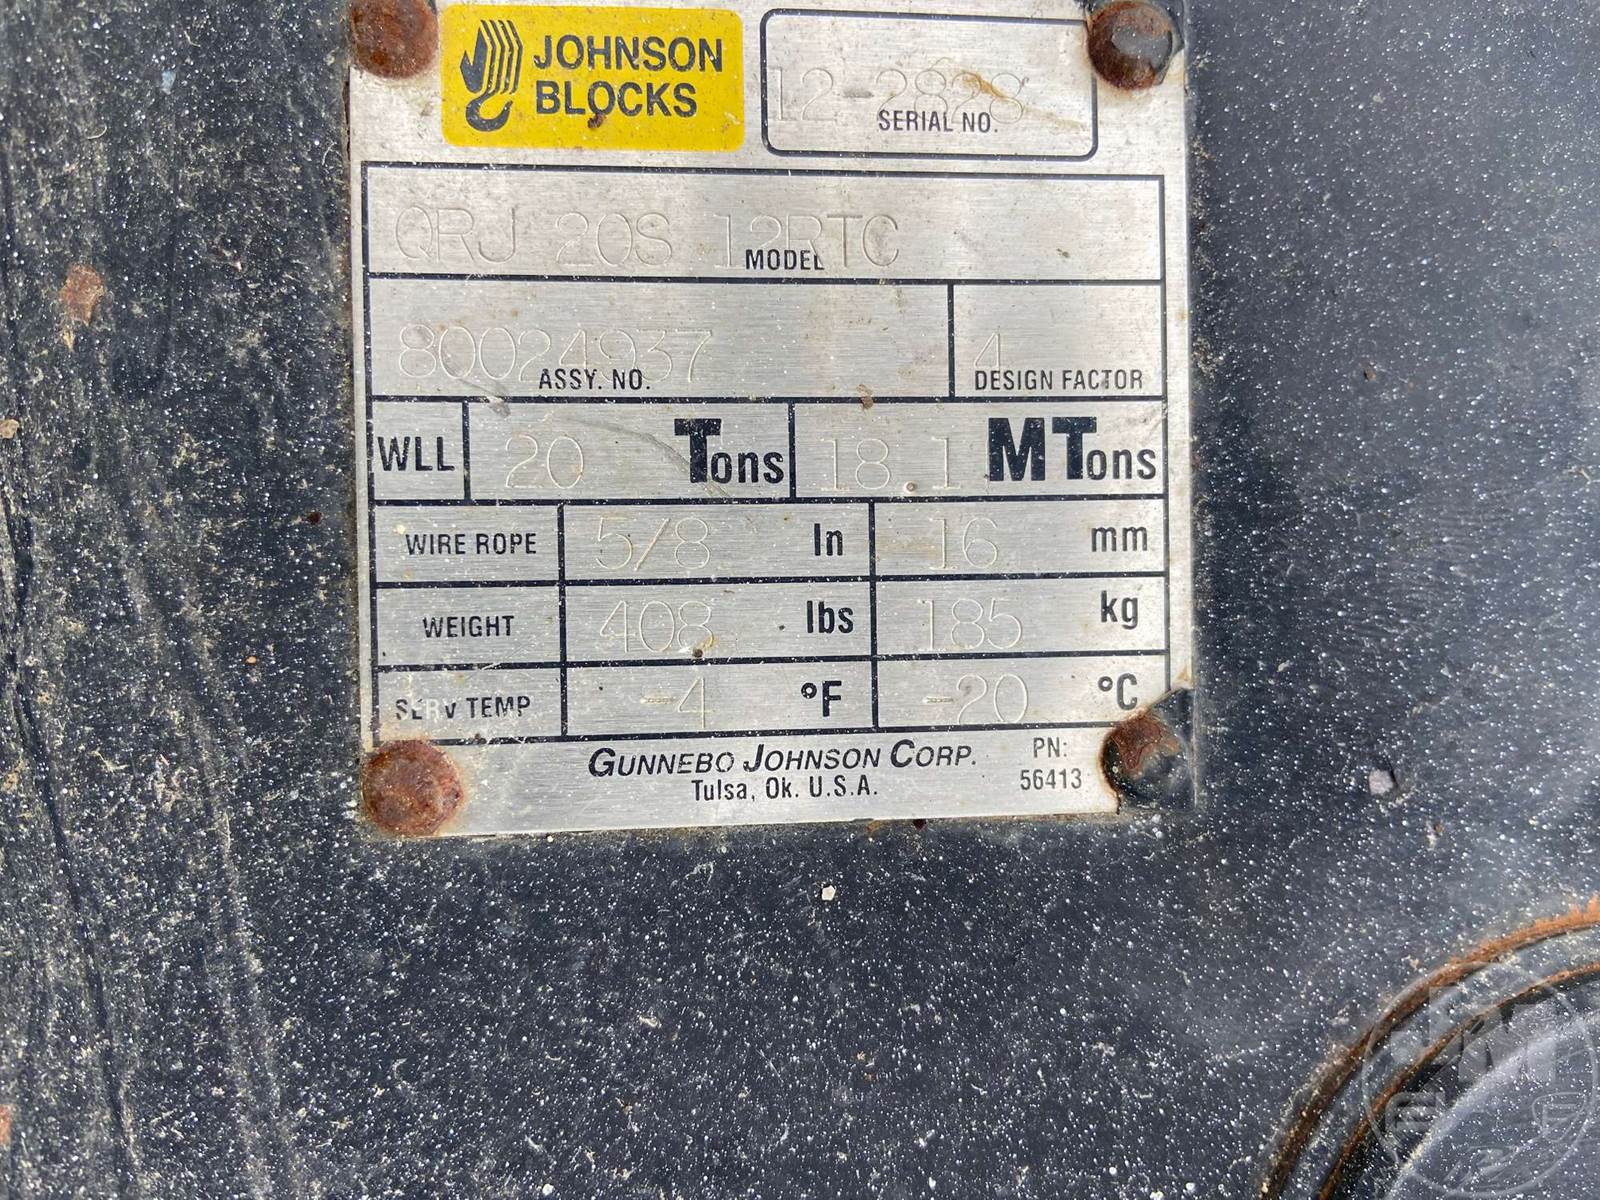 JOHNSON
BLOCKS
12-2828
SERIAL NO.
QRJ 20S 12RTC
MODEL
80024937
ASSY. NO.
4
DESIGN FACTOR
WLL 20 Tons 18.1 MTons
WIRE ROPE 5/8 In 16 mm
WEIGHT 408 lbs 185 kg
SERV TEMP -4 °F -20 °C
GUNNEBO JOHNSON CORP.
Tulsa, Ok. U.S.A.
PN:
56413